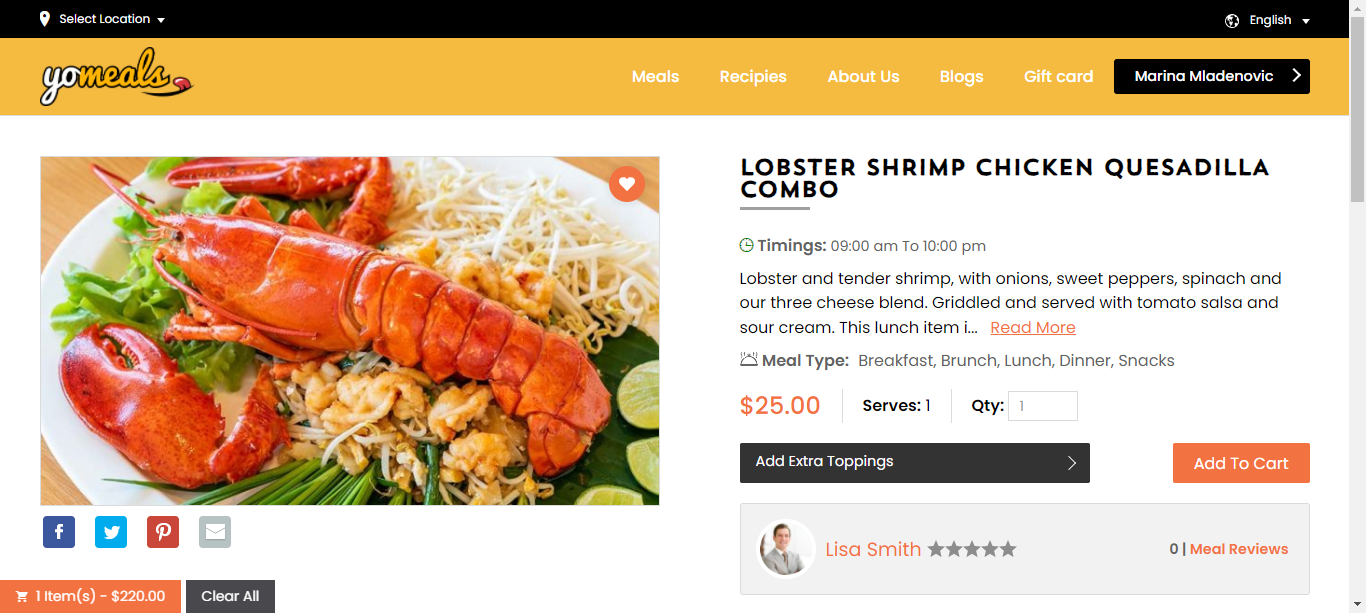 Select Location
English
yomeals
Meals
Recipies
About Us
Blogs
Gift card
Marina Mladenovic
LOBSTER SHRIMP CHICKEN QUESADILLA
COMBO
Timings: 09:00 am To 10:00 pm
Lobster and tender shrimp, with onions, sweet peppers, spinach and
our three cheese blend. Griddled and served with tomato salsa and
sour cream. This lunch item i... Read More
Meal Type: Breakfast, Brunch, Lunch, Dinner, Snacks
$25.00
Serves: 1
Qty: 1
Add Extra Toppings
Add To Cart
Lisa Smith
0 | Meal Reviews
1 Item(s) - $220.00
Clear All